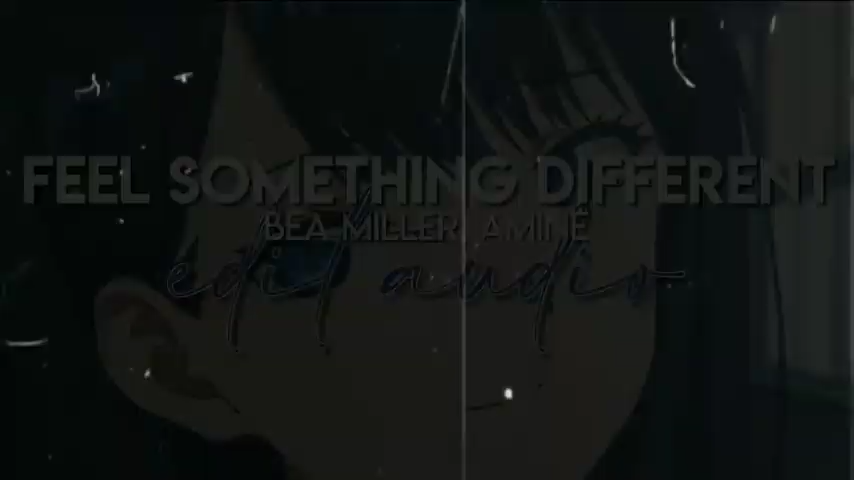 FEEL SOMETHING DIFFERENT
BEA MILLER, AMINÉ
edit audio